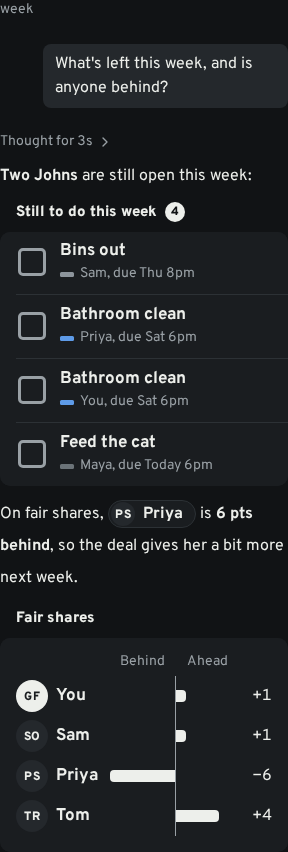 week
What's left this week, and is
anyone behind?
Thought for 3s
Two Johns are still open this week:
Still to do this week 4
Bins out
Sam, due Thu 8pm
Bathroom clean
Priya, due Sat 6pm
Bathroom clean
You, due Sat 6pm
Feed the cat
Maya, due Today 6pm
On fair shares, PS Priya is 6 pts
behind, so the deal gives her a bit more
next week.
Fair shares
Behind Ahead
GF You +1
SO Sam +1
PS Priya −6
TR Tom +4